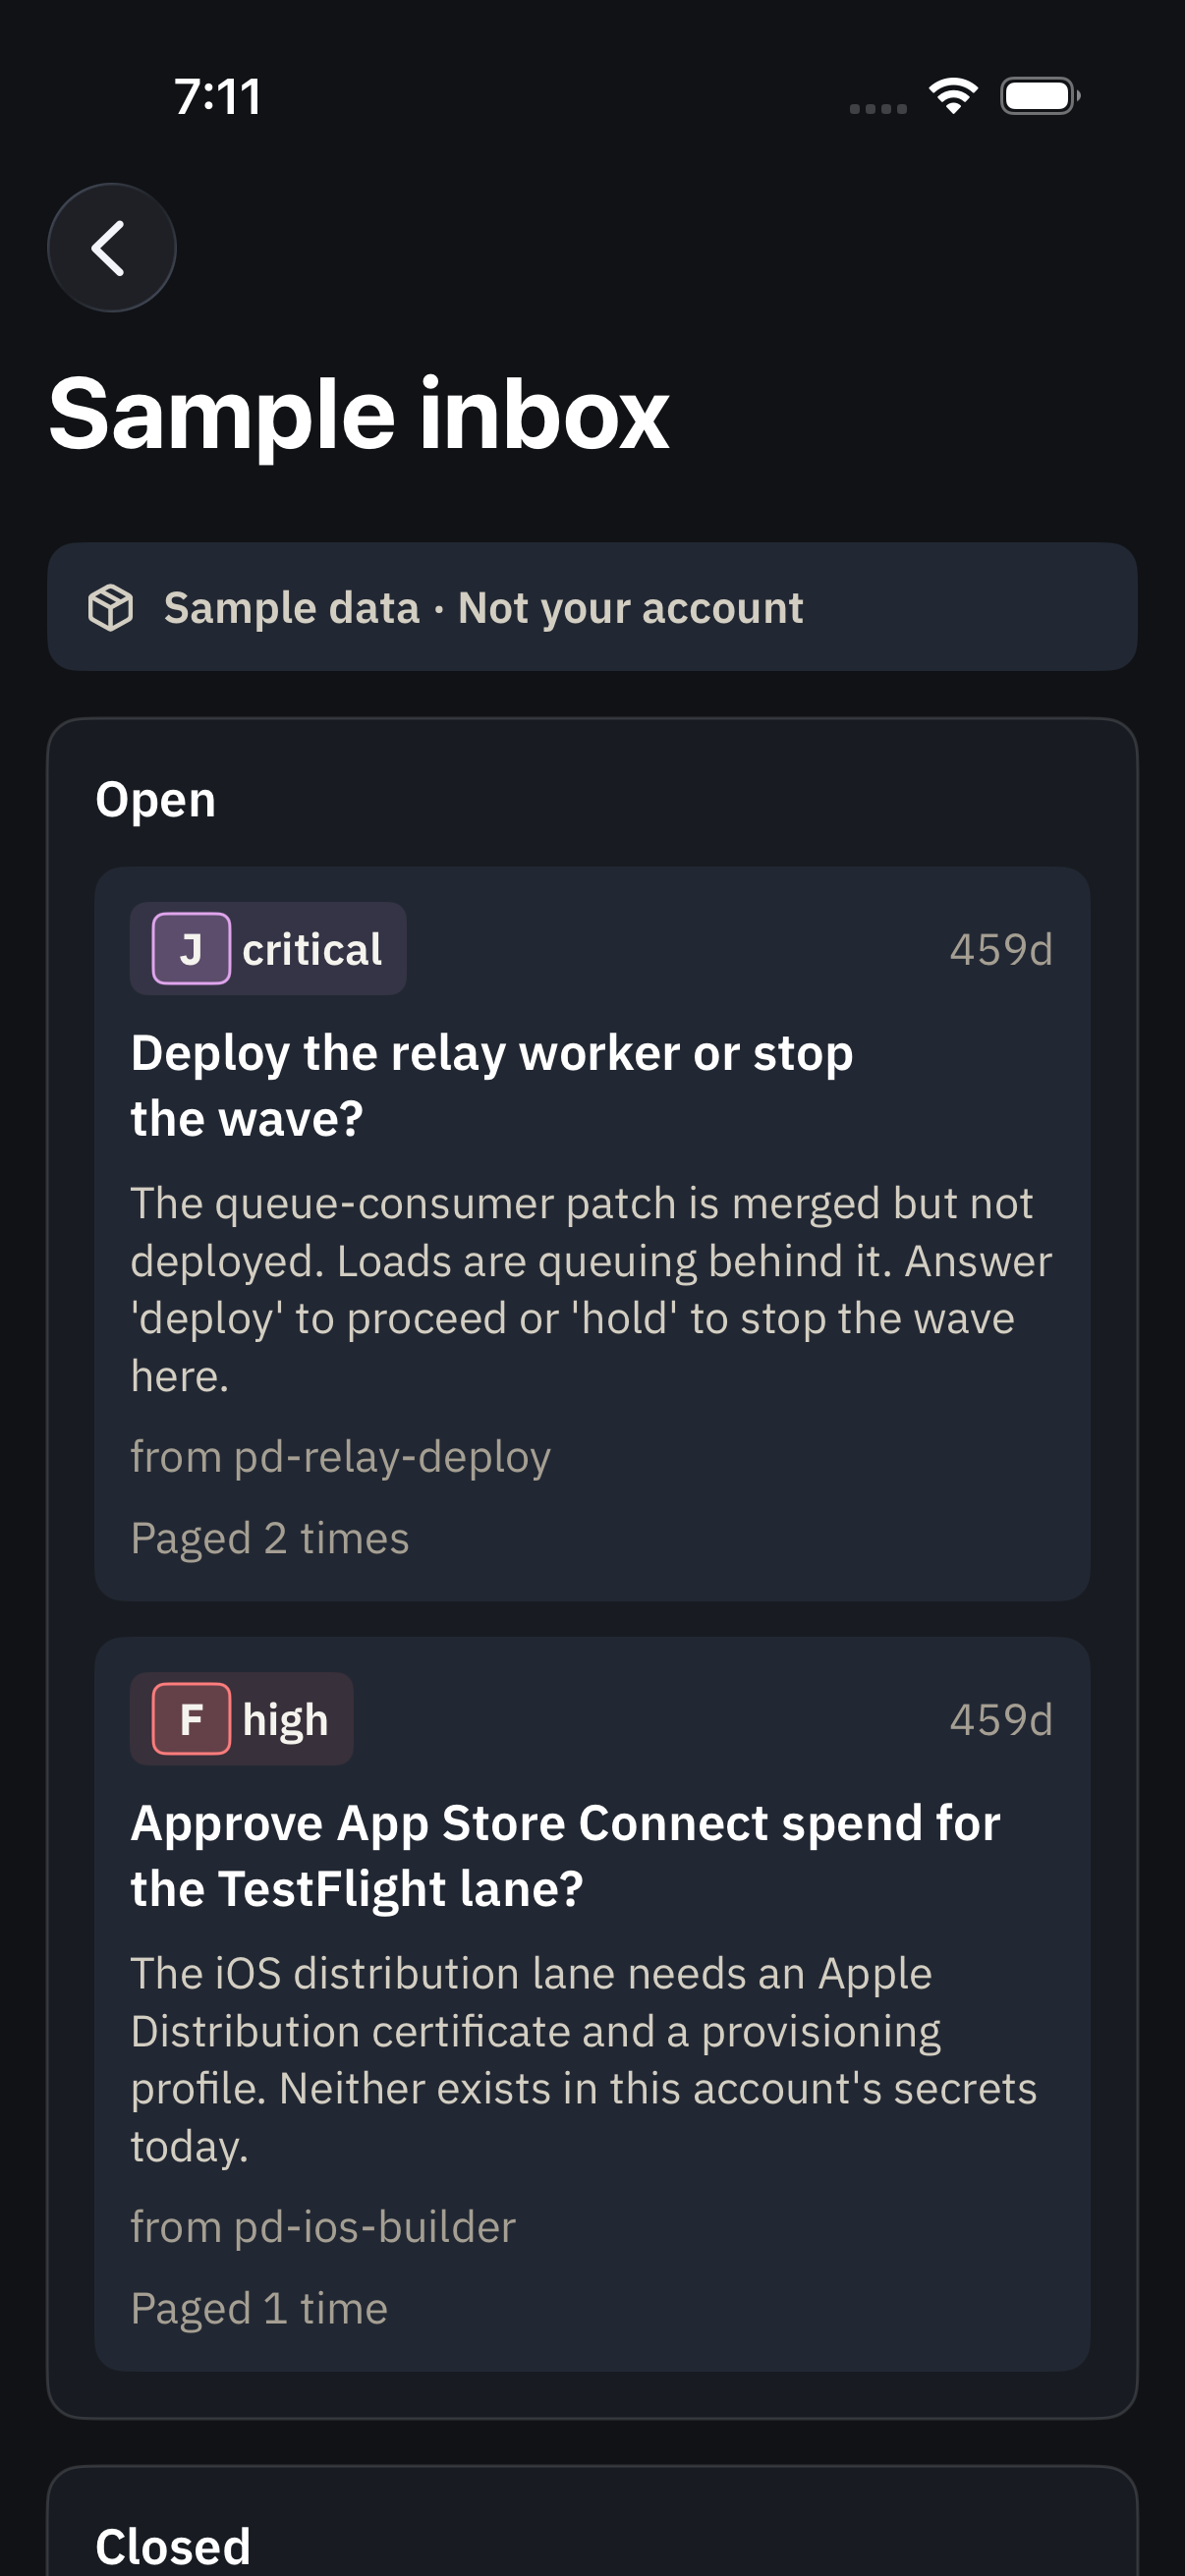 7:11
Sample inbox
Sample data · Not your account
Open
J critical 459d
Deploy the relay worker or stop
the wave?
The queue-consumer patch is merged but not
deployed. Loads are queuing behind it. Answer
'deploy' to proceed or 'hold' to stop the wave
here.
from pd-relay-deploy
Paged 2 times
F high 459d
Approve App Store Connect spend for
the TestFlight lane?
The iOS distribution lane needs an Apple
Distribution certificate and a provisioning
profile. Neither exists in this account's secrets
today.
from pd-ios-builder
Paged 1 time
Closed